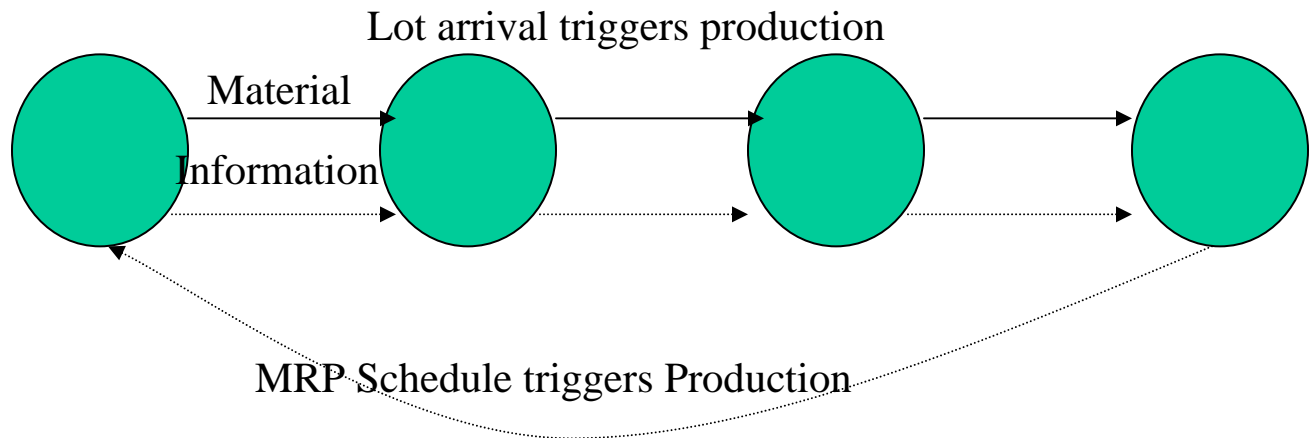 Lot arrival triggers production
Material
Information
MRP Schedule triggers Production